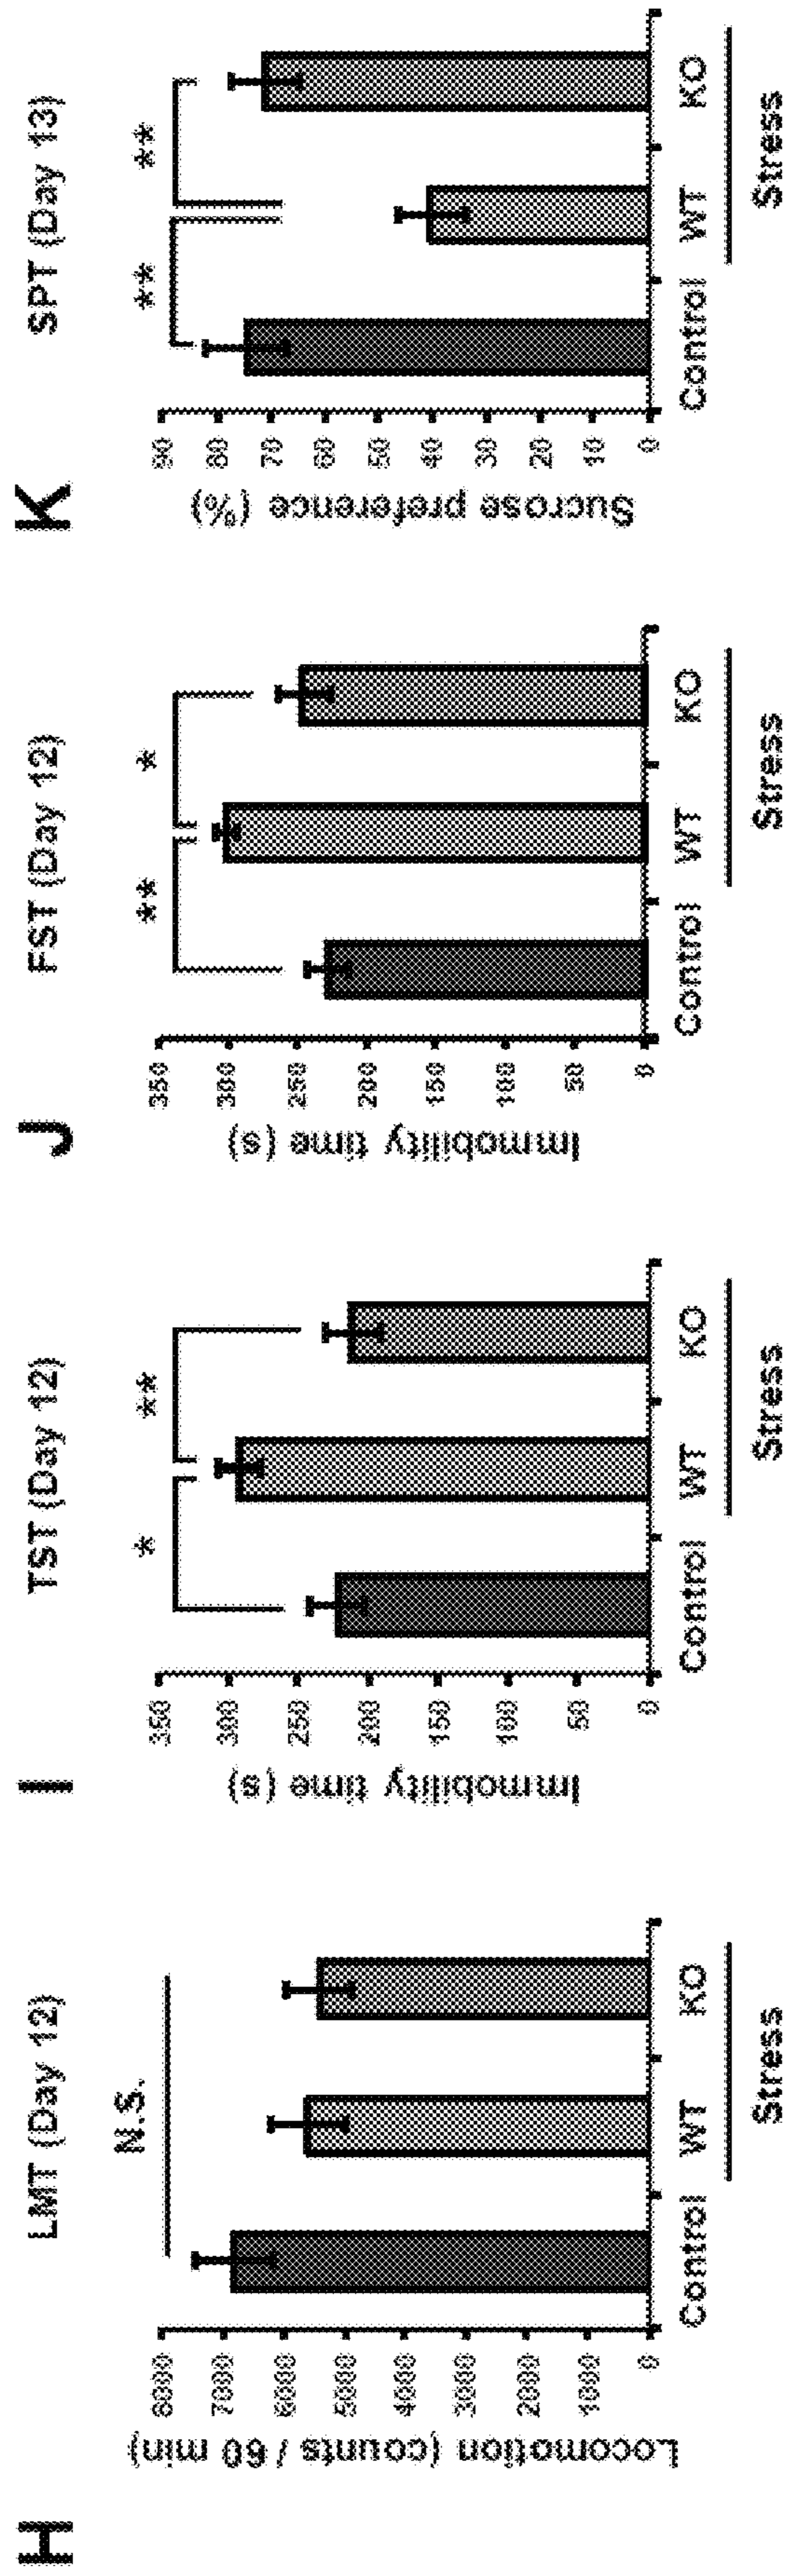 H
LMT (Day 12)
Locomotion (counts / 60 min)
8000
7000
6000
5000
4000
3000
2000
1000
0
N.S.
Control
WT
KO
Stress
I
TST (Day 12)
Immobility time (s)
350
300
250
200
150
100
50
0
*
**
Control
WT
KO
Stress
J
FST (Day 12)
Immobility time (s)
350
300
250
200
150
100
50
0
**
*
Control
WT
KO
Stress
K
SPT (Day 13)
Sucrose preference (%)
90
80
70
60
50
40
30
20
10
0
**
**
Control
WT
KO
Stress